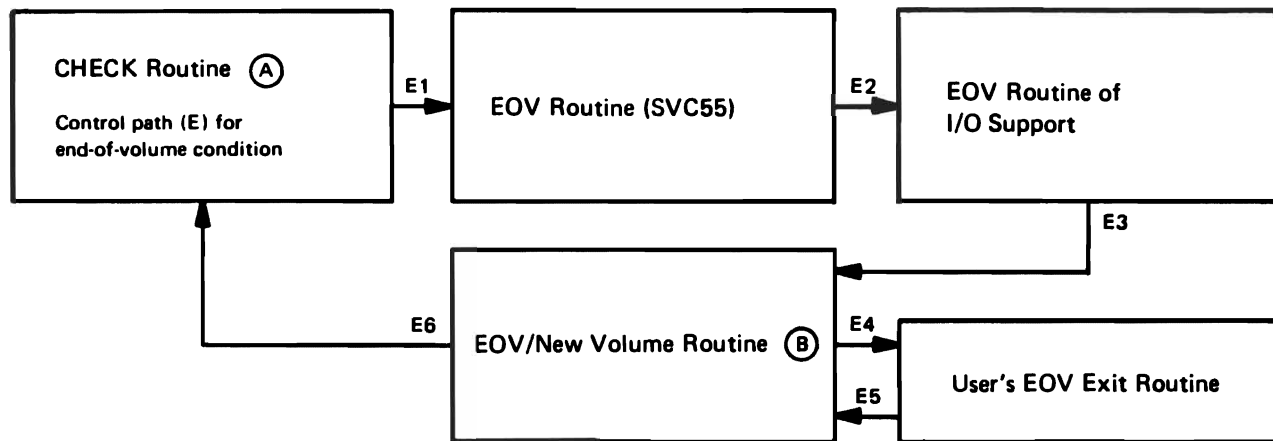 CHECK Routine A
Control path (E) for
end-of-volume condition
E1
EOV Routine (SVC55)
E2
EOV Routine of
I/O Support
E3
EOV/New Volume Routine B
E4
E5
User's EOV Exit Routine
E6